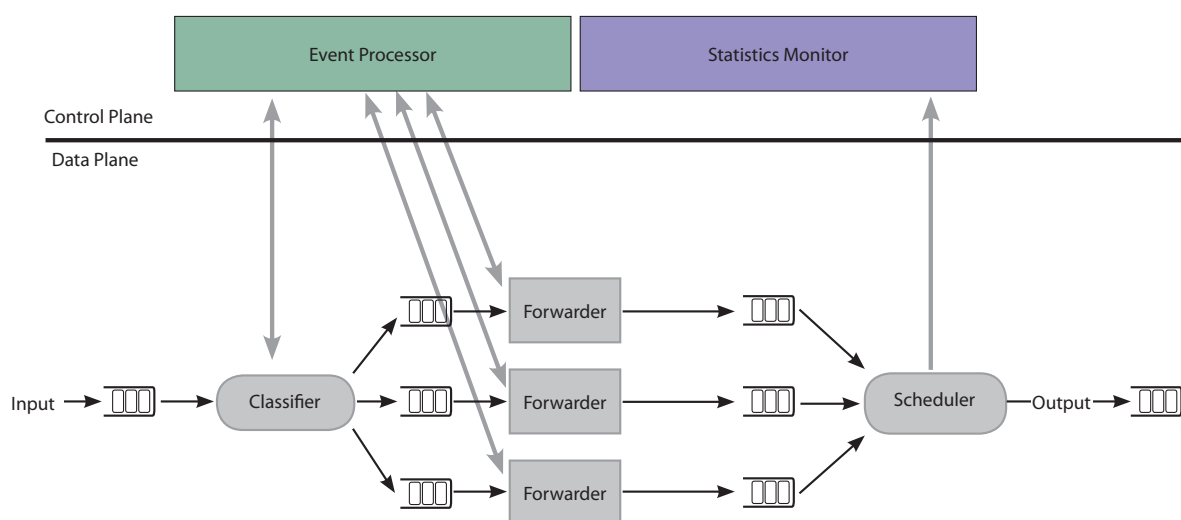 Event Processor
Statistics Monitor
Control Plane
Data Plane
Forwarder
Input
Classifier
Forwarder
Scheduler
Output
Forwarder